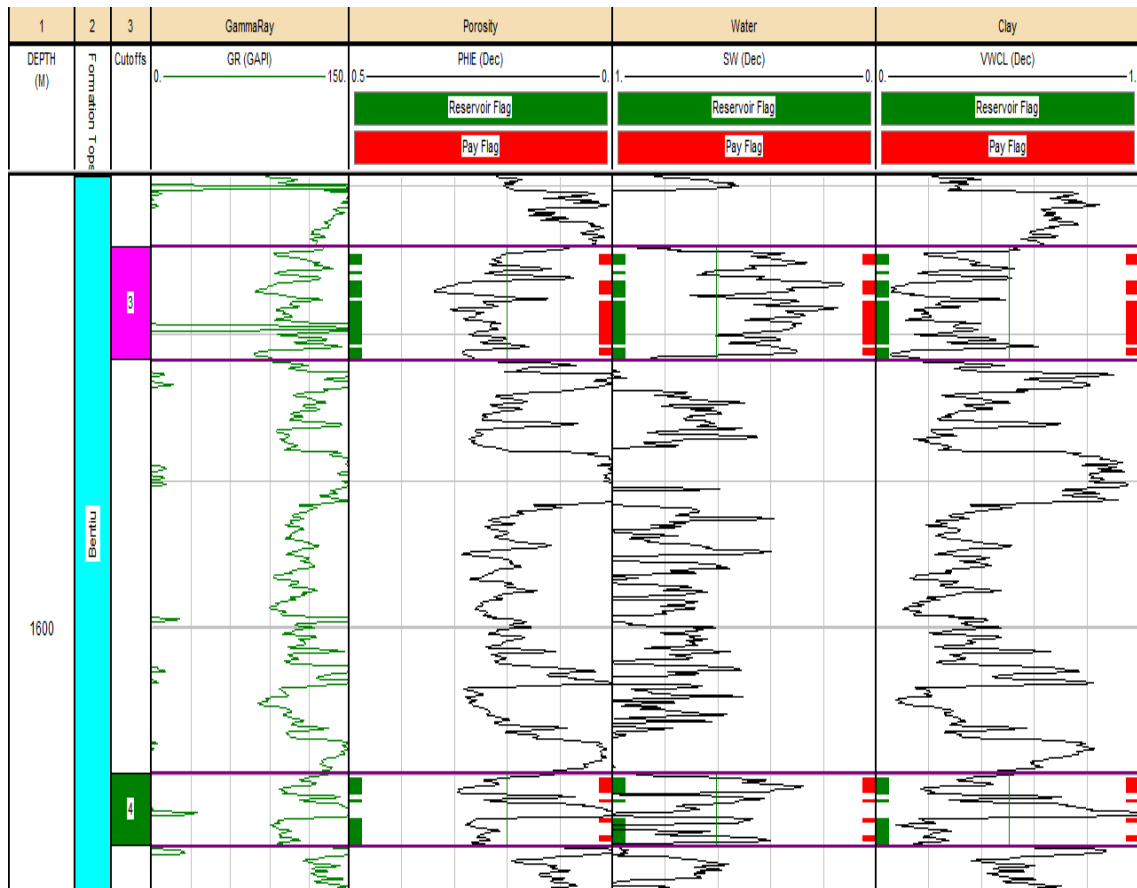 1 2 3 GammaRay Porosity Water Clay
DEPTH (M) Formation Tops Cutoffs GR (GAPI) PHIE (Dec) SW (Dec) VWCL (Dec)
0. 150. 0.5 0. 1. 0. 0. 1.
Reservoir Flag Reservoir Flag Reservoir Flag
Pay Flag Pay Flag Pay Flag
3
Bentiu
1600
4